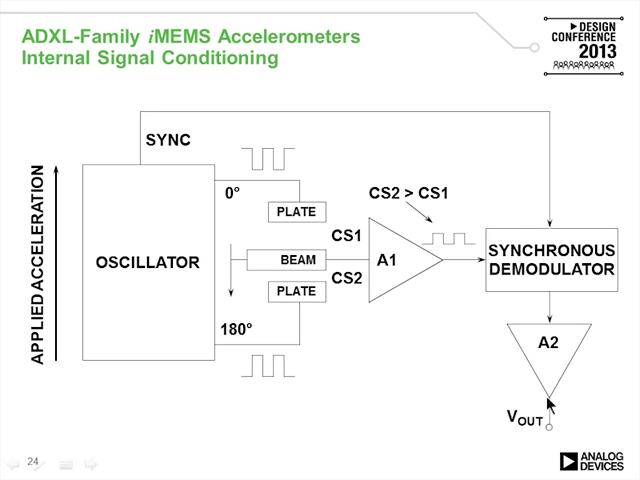 ADXL-Family iMEMS Accelerometers
Internal Signal Conditioning
DESIGN
CONFERENCE
2013
SYNC
0°
PLATE
CS2 > CS1
CS1
APPLIED ACCELERATION
OSCILLATOR
BEAM
A1
SYNCHRONOUS
DEMODULATOR
CS2
PLATE
180°
A2
VOUT
24
ANALOG
DEVICES